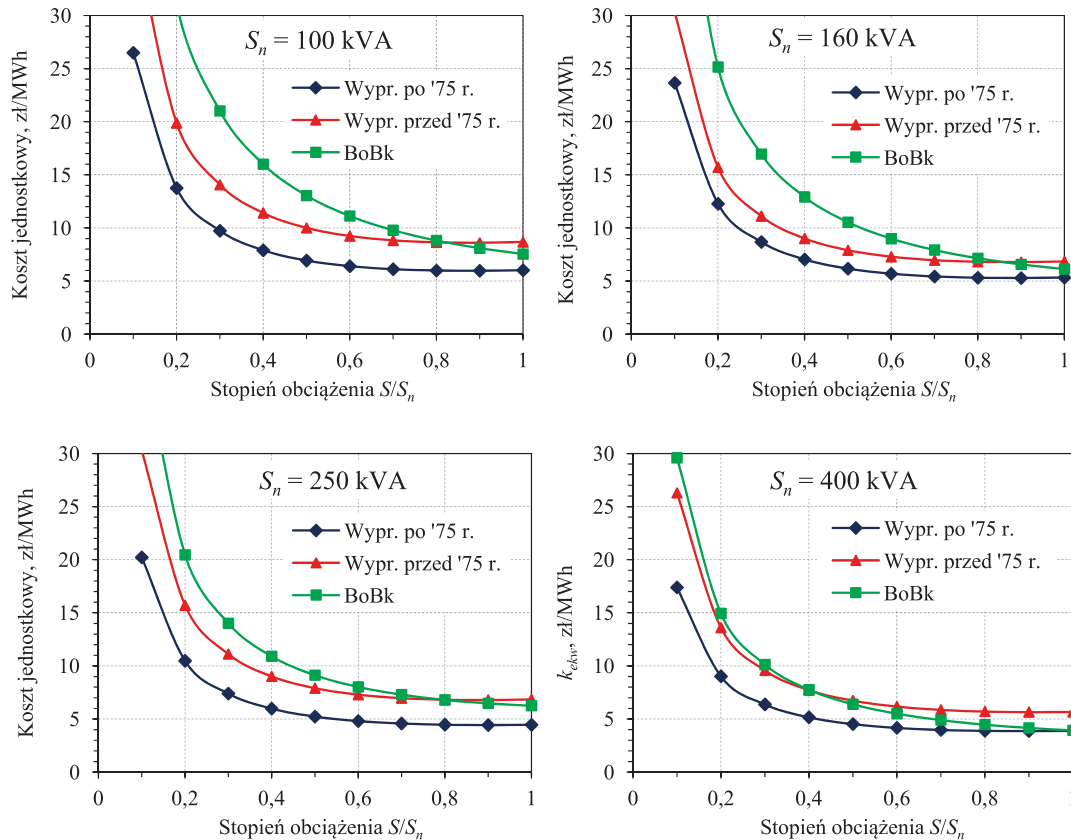 S_n = 100 kVA
Koszt jednostkowy, zł/MWh
30
25
20
15
10
5
0
Wypr. po '75 r.
Wypr. przed '75 r.
BoBk
0
0,2
0,4
0,6
0,8
1
Stopień obciążenia S/S_n
S_n = 160 kVA
Koszt jednostkowy, zł/MWh
30
25
20
15
10
5
0
Wypr. po '75 r.
Wypr. przed '75 r.
BoBk
0
0,2
0,4
0,6
0,8
1
Stopień obciążenia S/S_n
S_n = 250 kVA
Koszt jednostkowy, zł/MWh
30
25
20
15
10
5
0
Wypr. po '75 r.
Wypr. przed '75 r.
BoBk
0
0,2
0,4
0,6
0,8
1
Stopień obciążenia S/S_n
S_n = 400 kVA
k_ekw, zł/MWh
30
25
20
15
10
5
0
Wypr. po '75 r.
Wypr. przed '75 r.
BoBk
0
0,2
0,4
0,6
0,8
1
Stopień obciążenia S/S_n